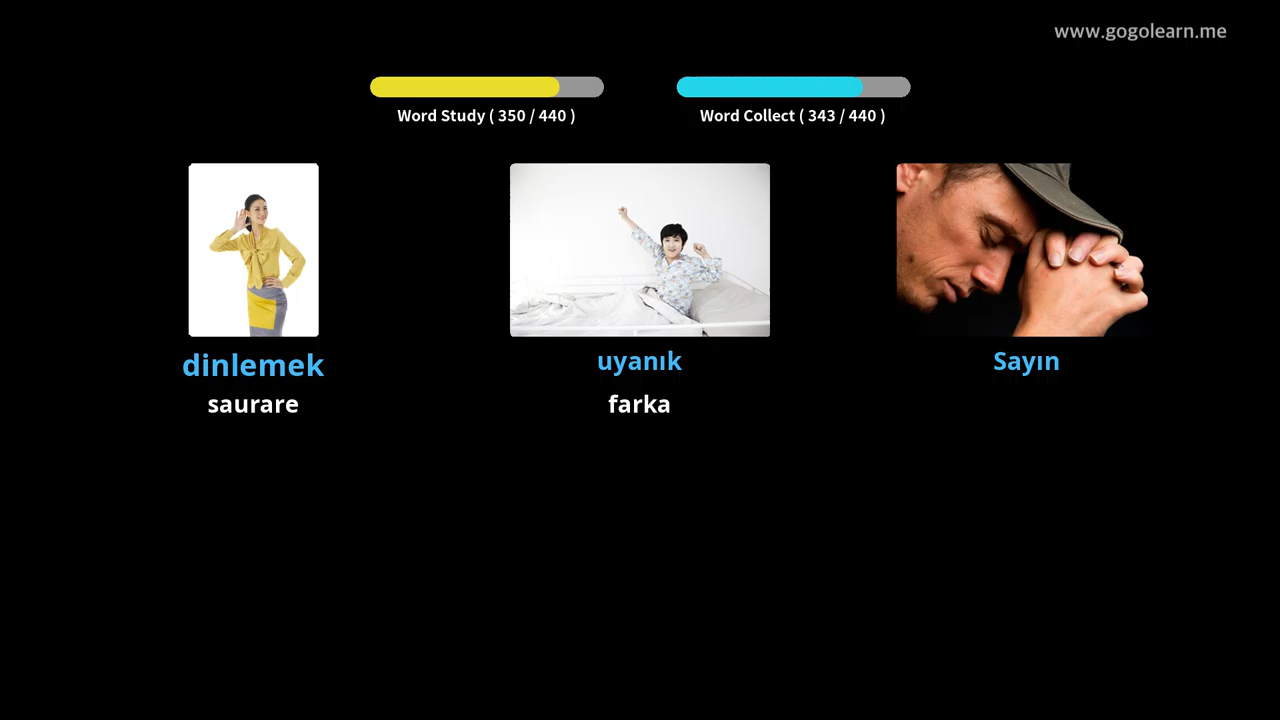 www.gogolearn.me
Word Study ( 350 / 440 )
Word Collect ( 343 / 440 )
dinlemek
uyanık
Sayın
saurare
farka